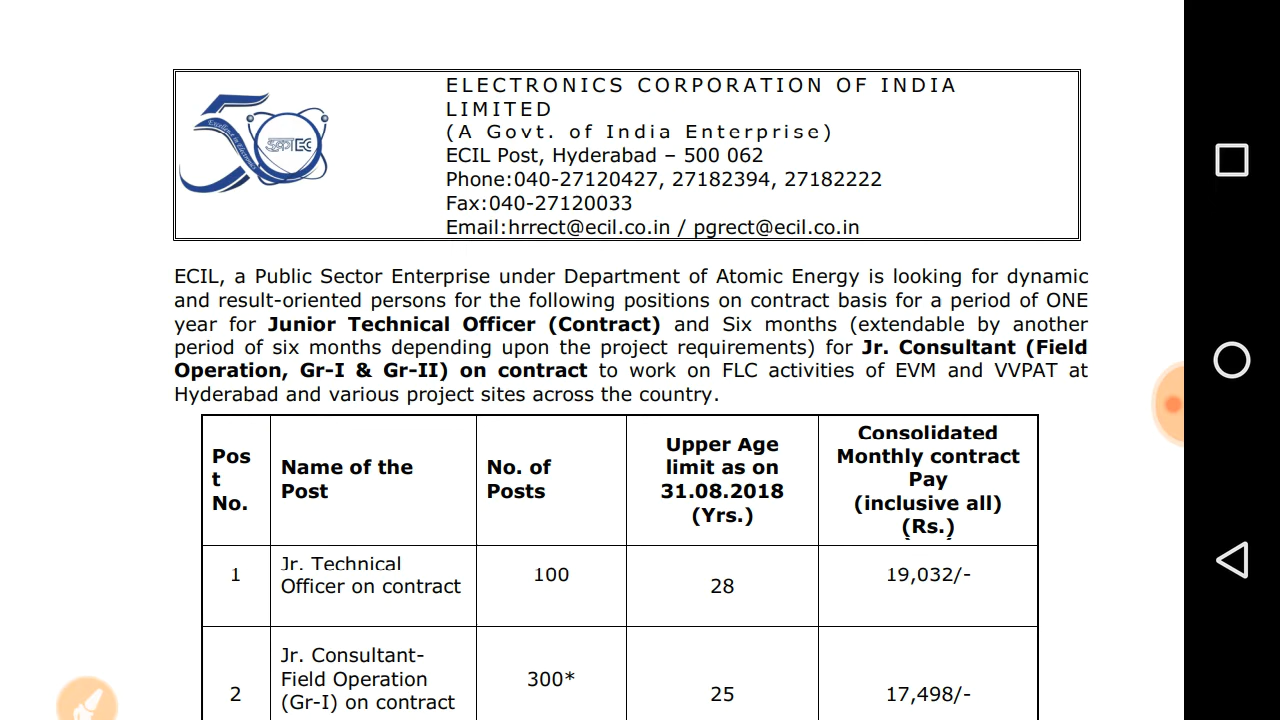 ELECTRONICS CORPORATION OF INDIA
LIMITED
(A Govt. of India Enterprise)
ECIL Post, Hyderabad – 500 062
Phone:040-27120427, 27182394, 27182222
Fax:040-27120033
Email:hrrect@ecil.co.in / pgrect@ecil.co.in
ECIL, a Public Sector Enterprise under Department of Atomic Energy is looking for dynamic
and result-oriented persons for the following positions on contract basis for a period of ONE
year for Junior Technical Officer (Contract) and Six months (extendable by another
period of six months depending upon the project requirements) for Jr. Consultant (Field
Operation, Gr-I & Gr-II) on contract to work on FLC activities of EVM and VVPAT at
Hyderabad and various project sites across the country.
Pos
t
No.
Name of the
Post
No. of
Posts
Upper Age
limit as on
31.08.2018
(Yrs.)
Consolidated
Monthly contract
Pay
(inclusive all)
(Rs.)
1
Jr. Technical
Officer on contract
100
28
19,032/-
2
Jr. Consultant-
Field Operation
(Gr-I) on contract
300*
25
17,498/-